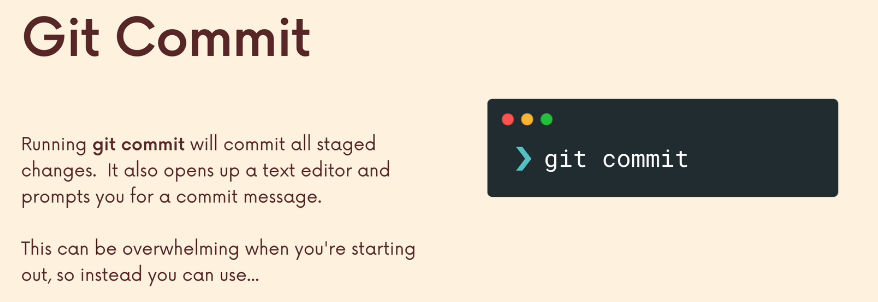 Git Commit
Running git commit will commit all staged
changes.  It also opens up a text editor and
prompts you for a commit message.
This can be overwhelming when you're starting
out, so instead you can use...
❯ git commit